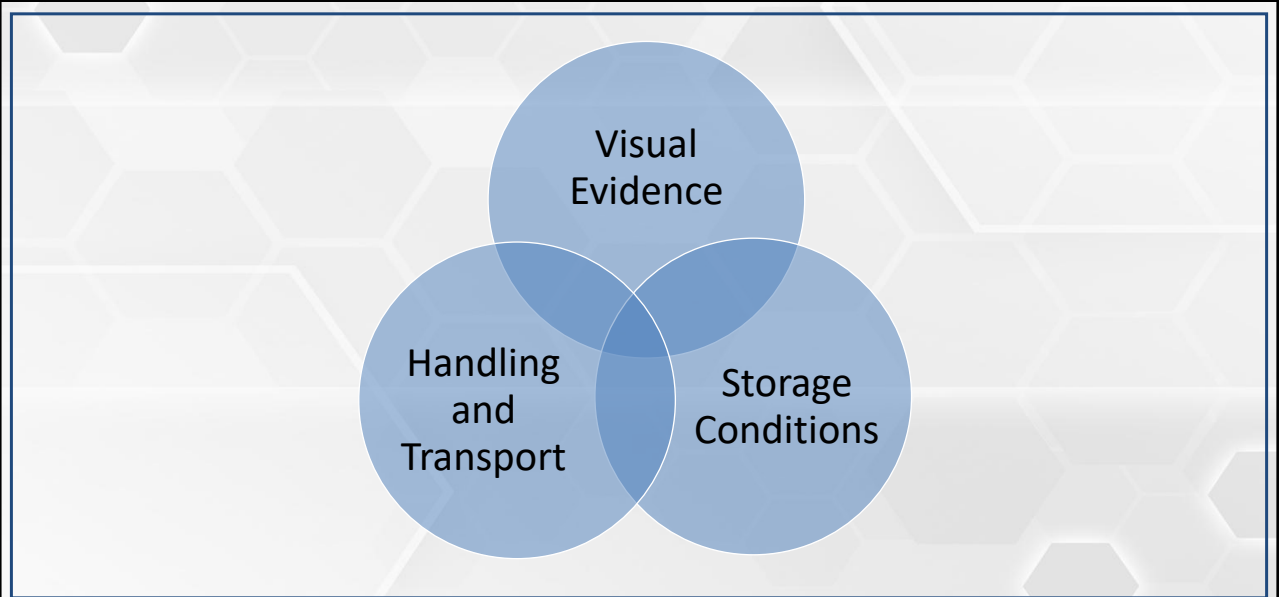 Visual
Evidence
Handling
and
Transport
Storage
Conditions